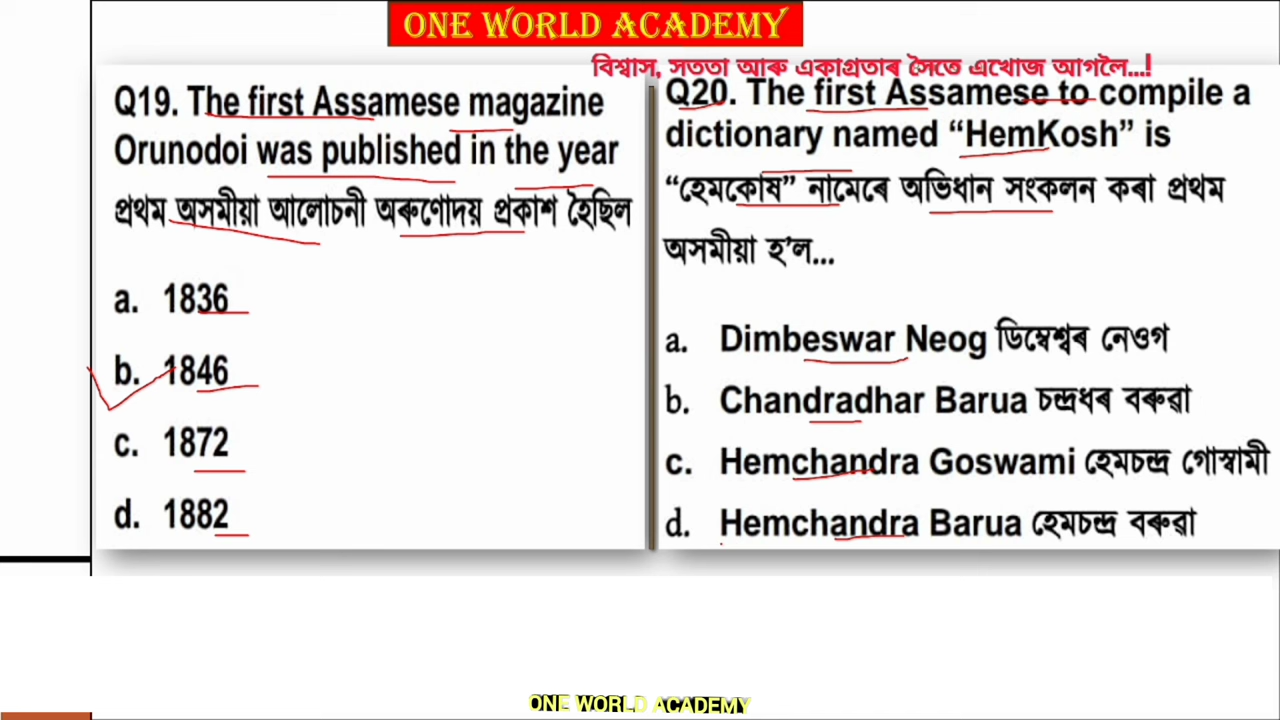 ONE WORLD ACADEMY
বিশ্বাস, সততা আৰু একাগ্ৰতাৰ সৈতে এখোজ আগলৈ...!
Q19. The first Assamese magazine
Orunodoi was published in the year
প্ৰথম অসমীয়া আলোচনী অৰুণোদয় প্ৰকাশ হৈছিল
a. 1836
b. 1846
c. 1872
d. 1882
Q20. The first Assamese to compile a
dictionary named “HemKosh” is
“হেমকোষ” নামেৰে অভিধান সংকলন কৰা প্ৰথম
অসমীয়া হ’ল...
a. Dimbeswar Neog ডিম্বেশ্বৰ নেওগ
b. Chandradhar Barua চন্দ্ৰধৰ বৰুৱা
c. Hemchandra Goswami হেমচন্দ্ৰ গোস্বামী
d. Hemchandra Barua হেমচন্দ্ৰ বৰুৱা
ONE WORLD ACADEMY